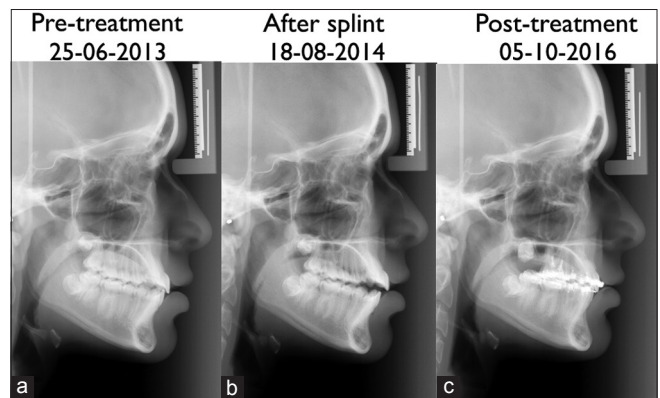 Pre-treatment
25-06-2013
After splint
18-08-2014
Post-treatment
05-10-2016
a
b
c